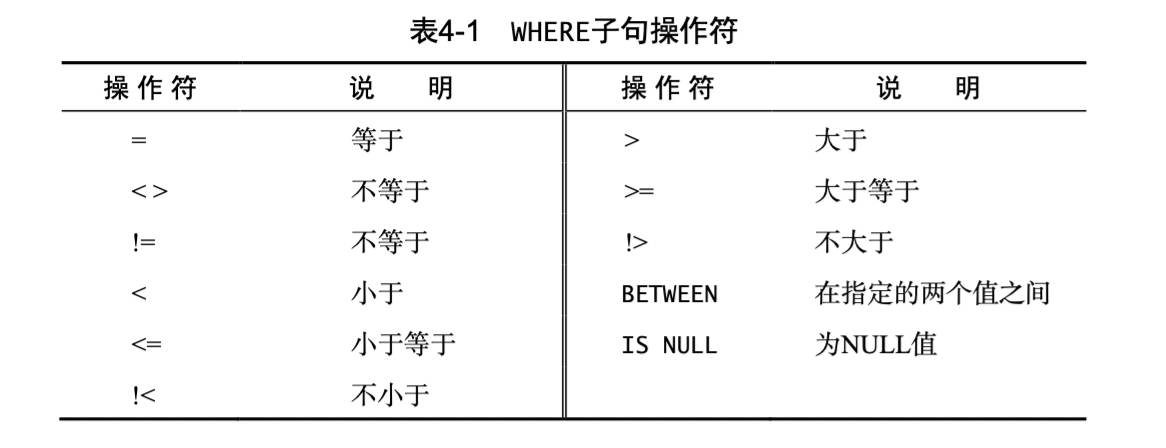 表4-1 WHERE子句操作符
操作符 说 明 操作符 说 明
= 等于 > 大于
<> 不等于 >= 大于等于
!= 不等于 !> 不大于
< 小于 BETWEEN 在指定的两个值之间
<= 小于等于 IS NULL 为NULL值
!< 不小于